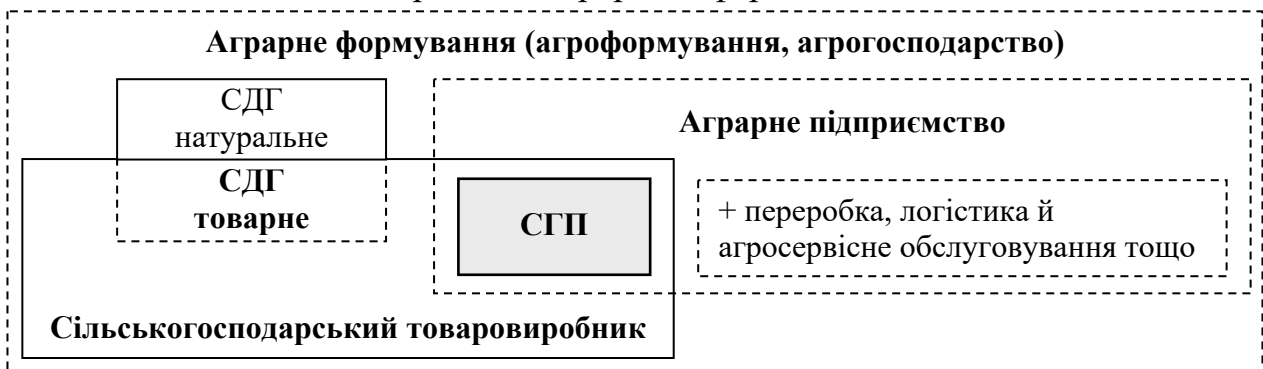 Аграрне формування (агроформування, агрогосподарство)
СДГ
натуральне
Аграрне підприємство
СДГ
товарне
СГП
+ переробка, логістика й
агросервісне обслуговування тощо
Сільськогосподарський товаровиробник